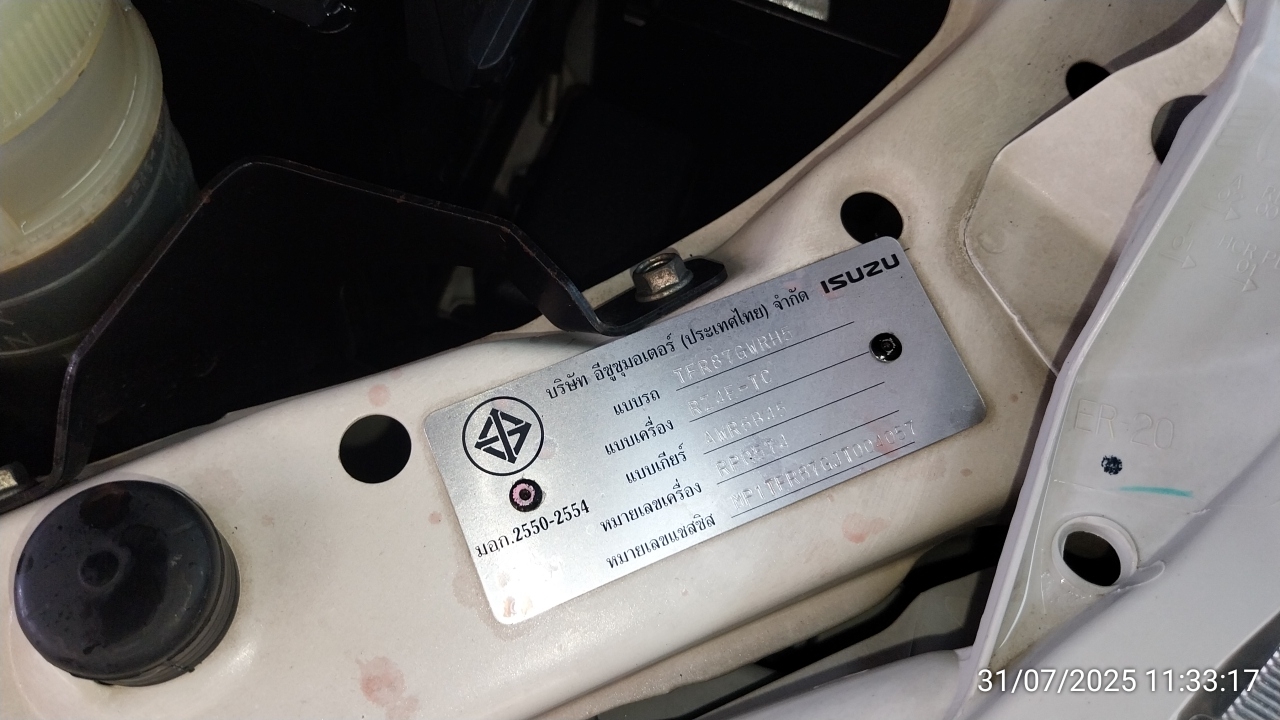 บริษัท อีซูซุมอเตอร์ (ประเทศไทย) จำกัด ISUZU
แบบรถ TFR87GWRH5
แบบเครื่อง RZ4E-TC
แบบเกียร์
หมายเลขเครื่อง
หมายเลขแชสซิส
มอก.2550-2554
ER-20
31/07/2025 11:33:17